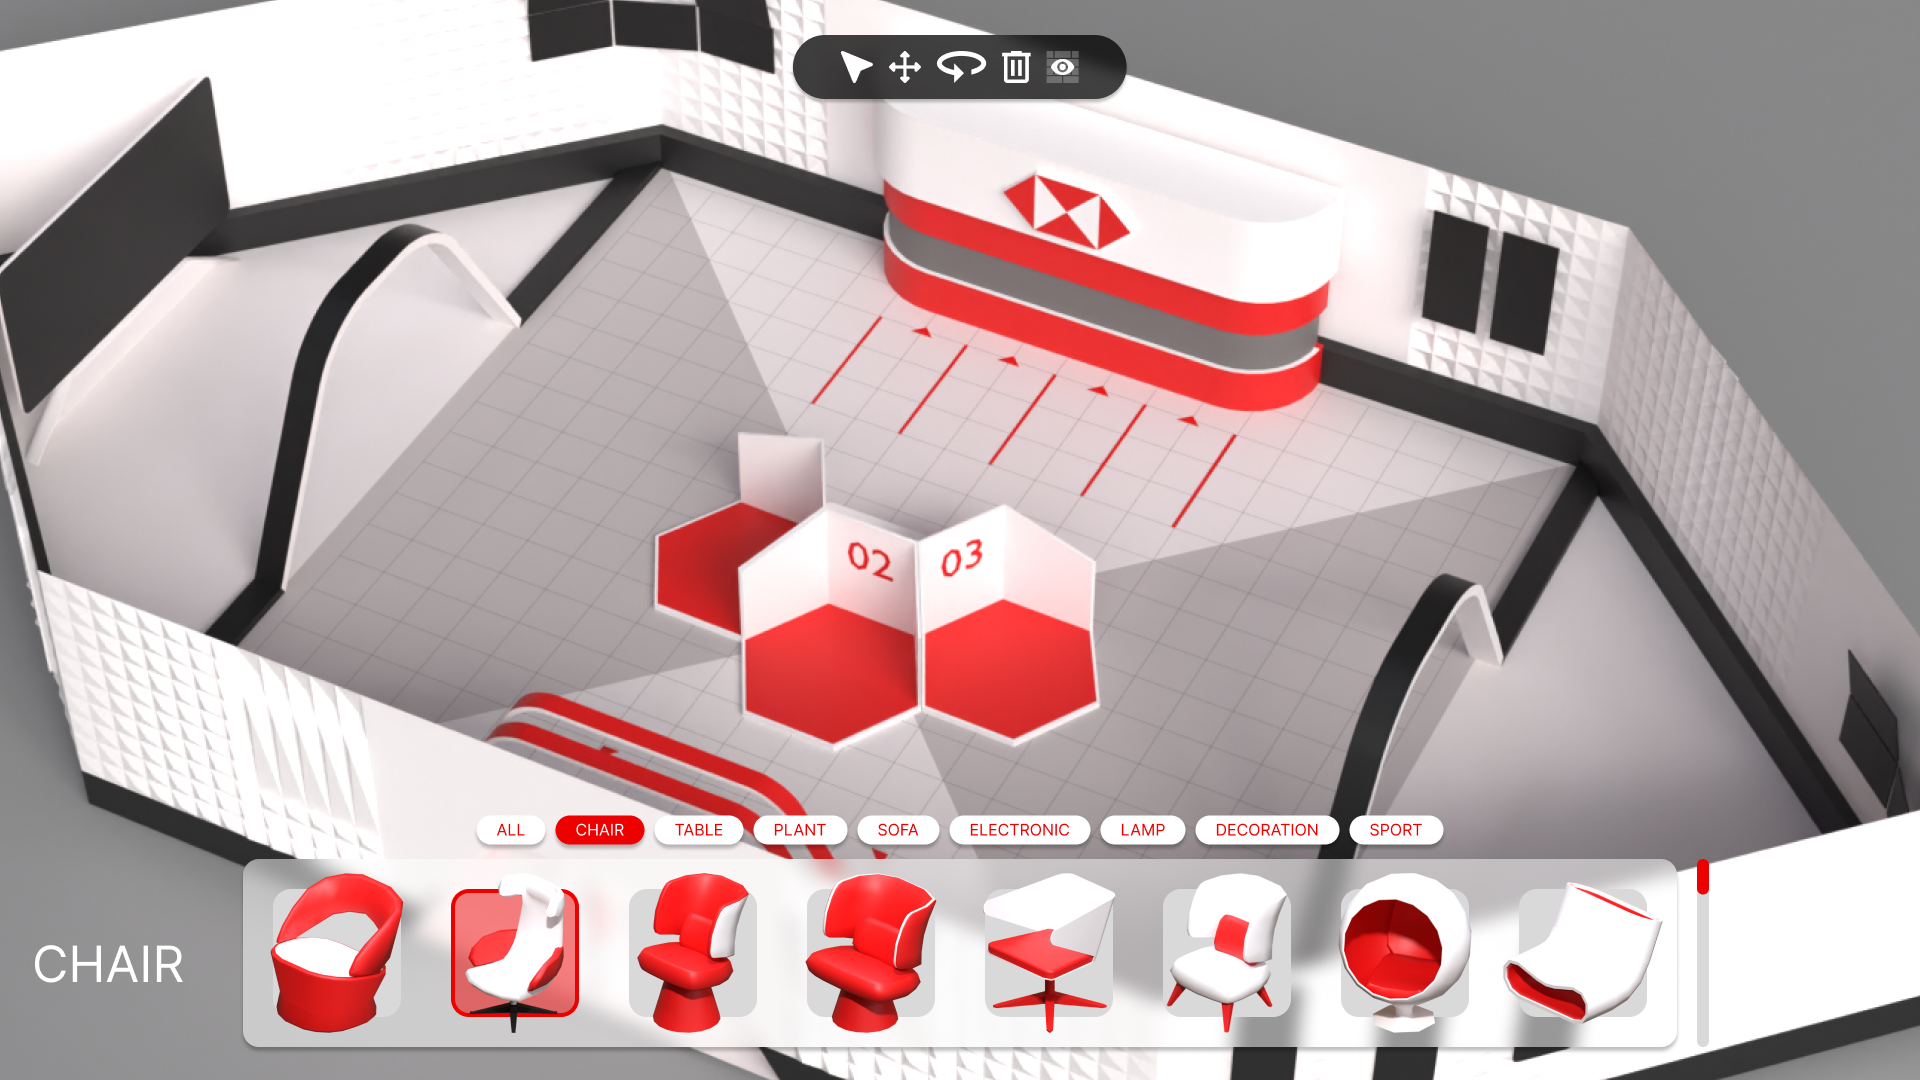 02
03
ALL
CHAIR
TABLE
PLANT
SOFA
ELECTRONIC
LAMP
DECORATION
SPORT
CHAIR